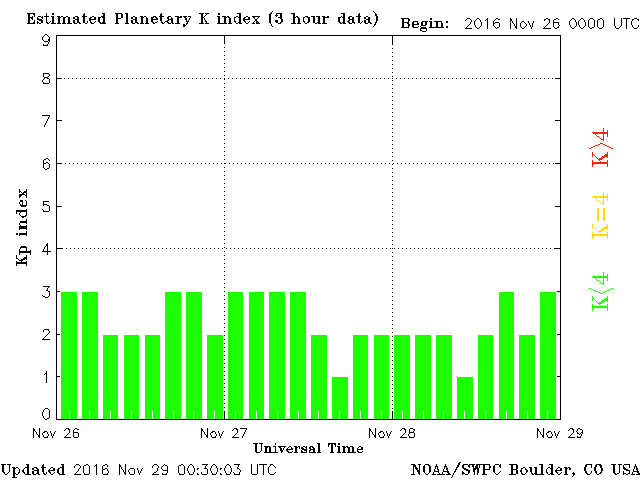 Estimated Planetary K index (3 hour data) Begin: 2016 Nov 26 0000 UTC
9
8
7
6
5
4
3
2
1
0
Kp index
K>4
K=4
K<4
Nov 26 Nov 27 Nov 28 Nov 29
Universal Time
Updated 2016 Nov 29 00:30:03 UTC NOAA/SWPC Boulder, CO USA